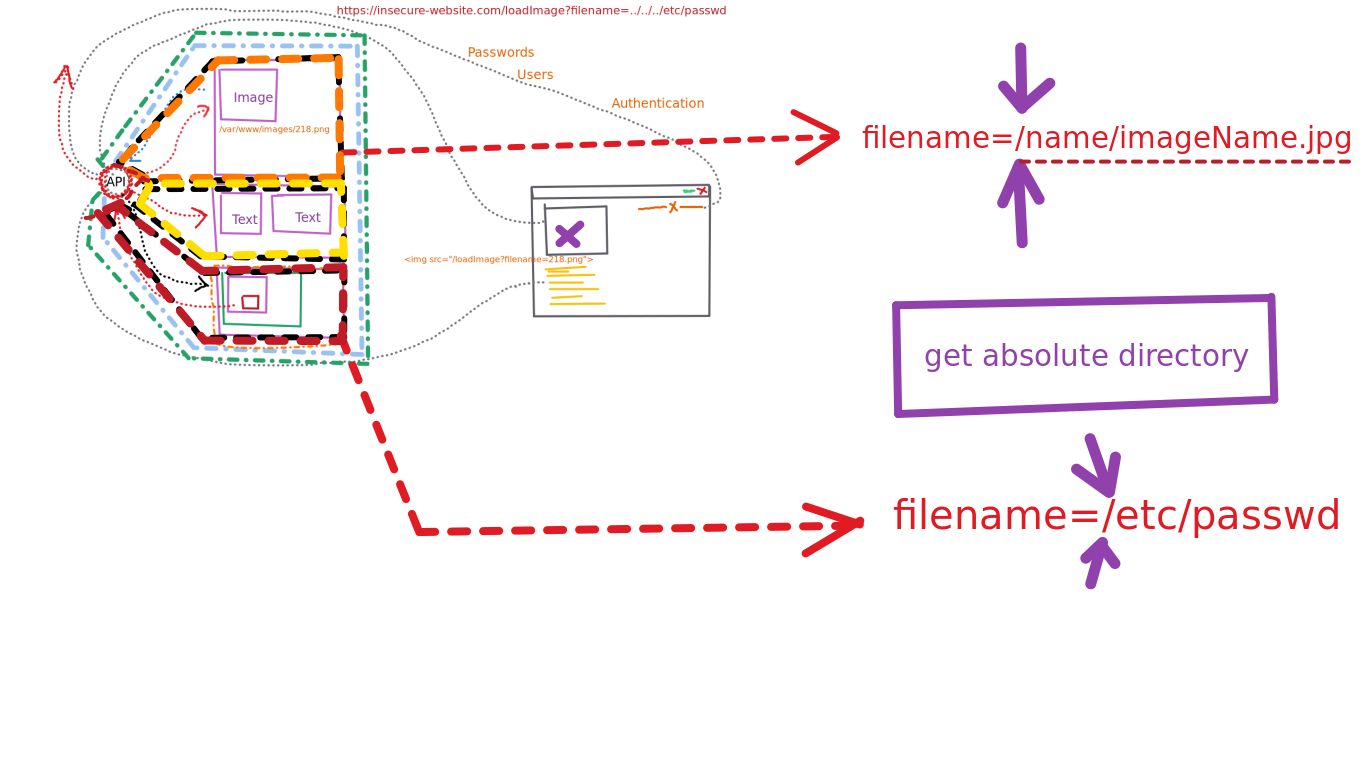 https://insecure-website.com/loadImage?filename=../../../etc/passwd
Passwords
Users
Authentication
Image
/var/www/images/218.png
filename=/name/imageName.jpg
API
Text
Text
<img src="/loadImage?filename=218.png">
get absolute directory
filename=/etc/passwd